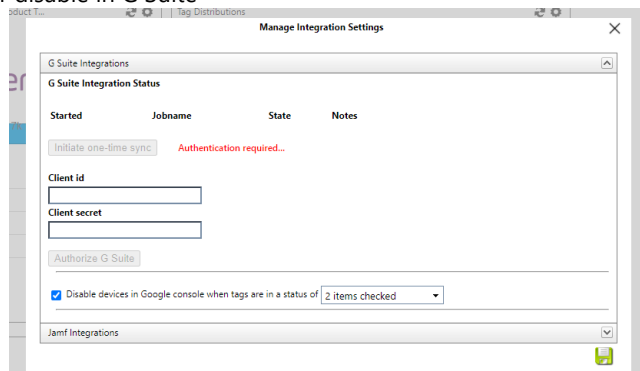 r disable in G Suite
oduct T...
Tag Distributions
Manage Integration Settings
G Suite Integrations
G Suite Integration Status
Started Jobname State Notes
Initiate one-time sync Authentication required...
Client id
Client secret
Authorize G Suite
Disable devices in Google console when tags are in a status of 2 items checked
Jamf Integrations